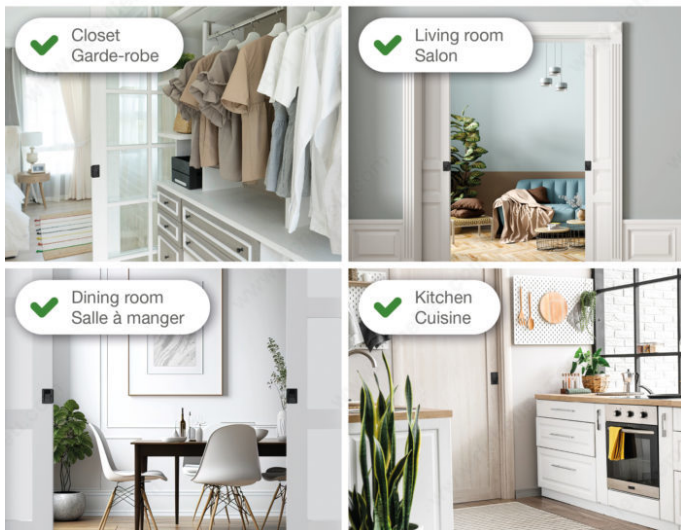 Closet
Garde-robe
Living room
Salon
Dining room
Salle à manger
Kitchen
Cuisine